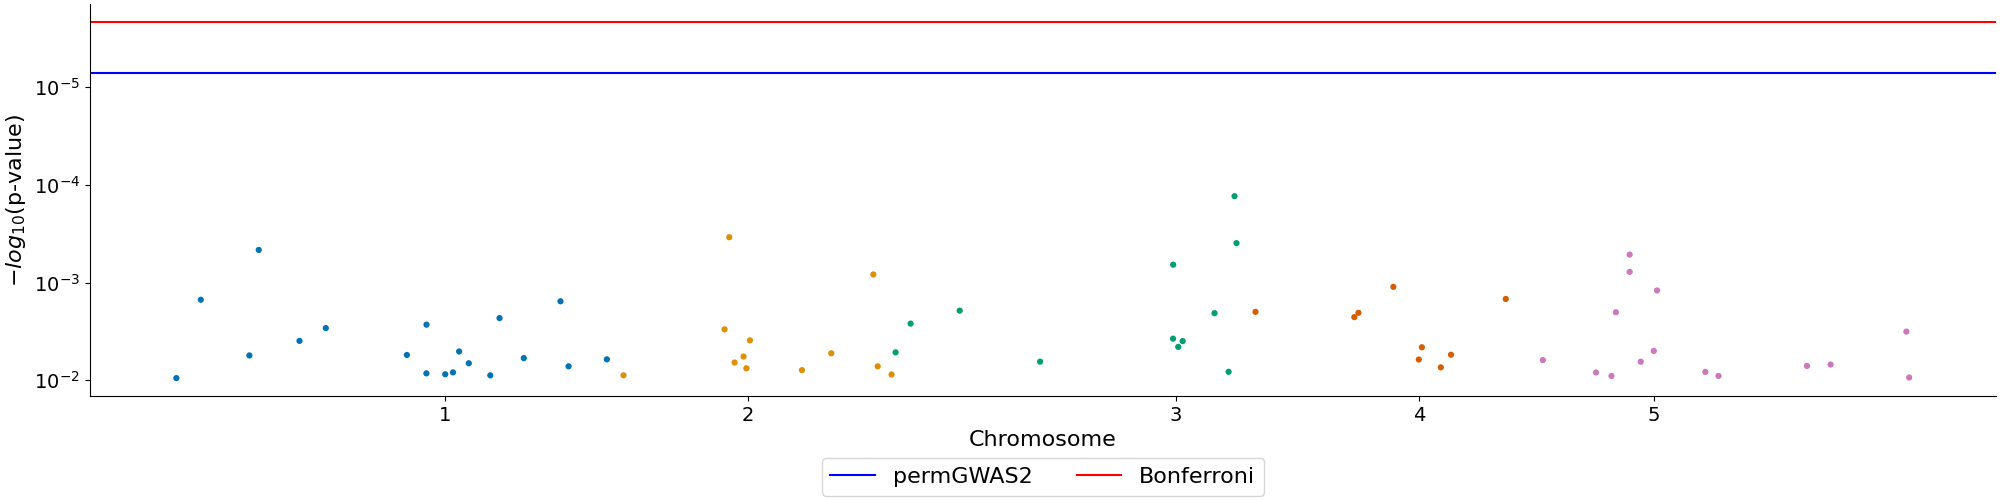 −log₁₀(p-value)
10⁻⁵
10⁻⁴
10⁻³
10⁻²
1 2 3 4 5
Chromosome
permGWAS2 Bonferroni